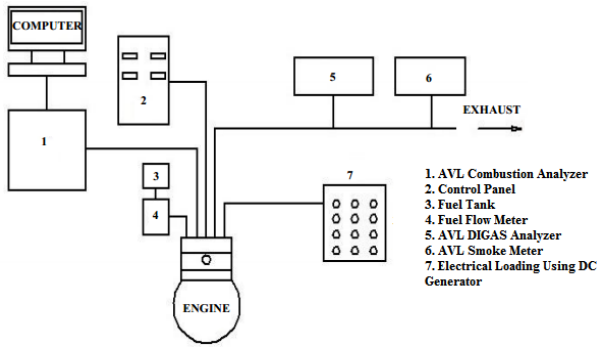 COMPUTER
1
2
3
4
5
6
EXHAUST
7
ENGINE
1. AVL Combustion Analyzer
2. Control Panel
3. Fuel Tank
4. Fuel Flow Meter
5. AVL DIGAS Analyzer
6. AVL Smoke Meter
7. Electrical Loading Using DC
Generator